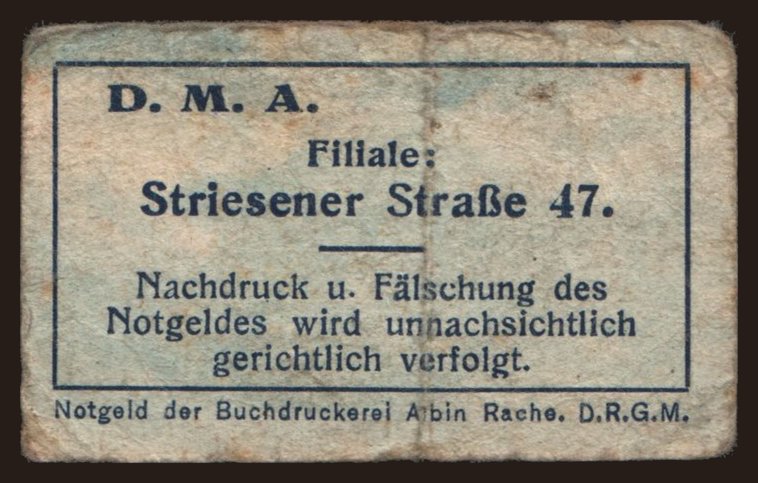 D. M. A.
Filiale:
Striesener Straße 47.
Nachdruck u. Fälschung des
Notgeldes wird unnachsichtlich
gerichtlich verfolgt.
Notgeld der Buchdruckerei Albin Rache. D.R.G.M.